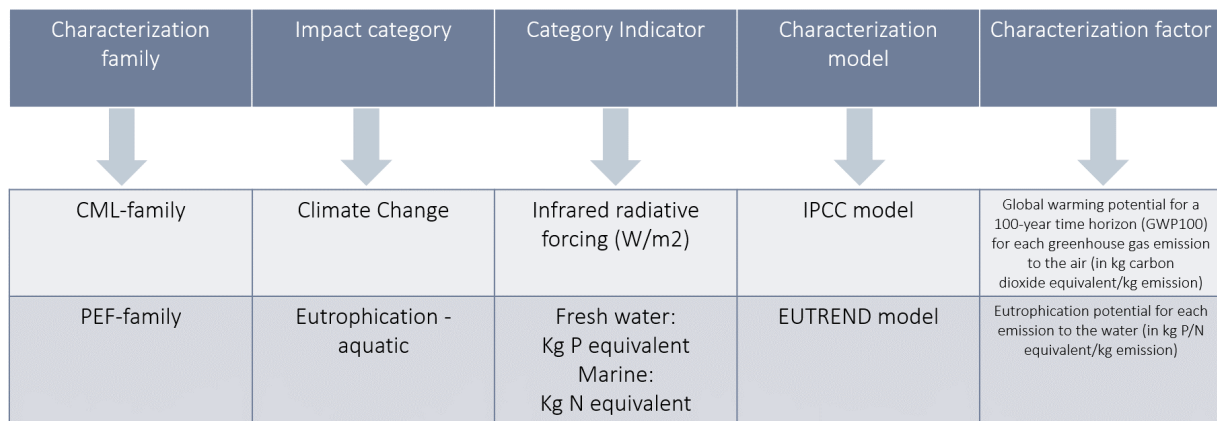 Characterization
family
Impact category
Category Indicator
Characterization
model
Characterization factor
CML-family
Climate Change
Infrared radiative
forcing (W/m2)
IPCC model
Global warming potential for a
100-year time horizon (GWP100)
for each greenhouse gas emission
to the air (in kg carbon
dioxide equivalent/kg emission)
PEF-family
Eutrophication -
aquatic
Fresh water:
Kg P equivalent
Marine:
Kg N equivalent
EUTREND model
Eutrophication potential for each
emission to the water (in kg P/N
equivalent/kg emission)